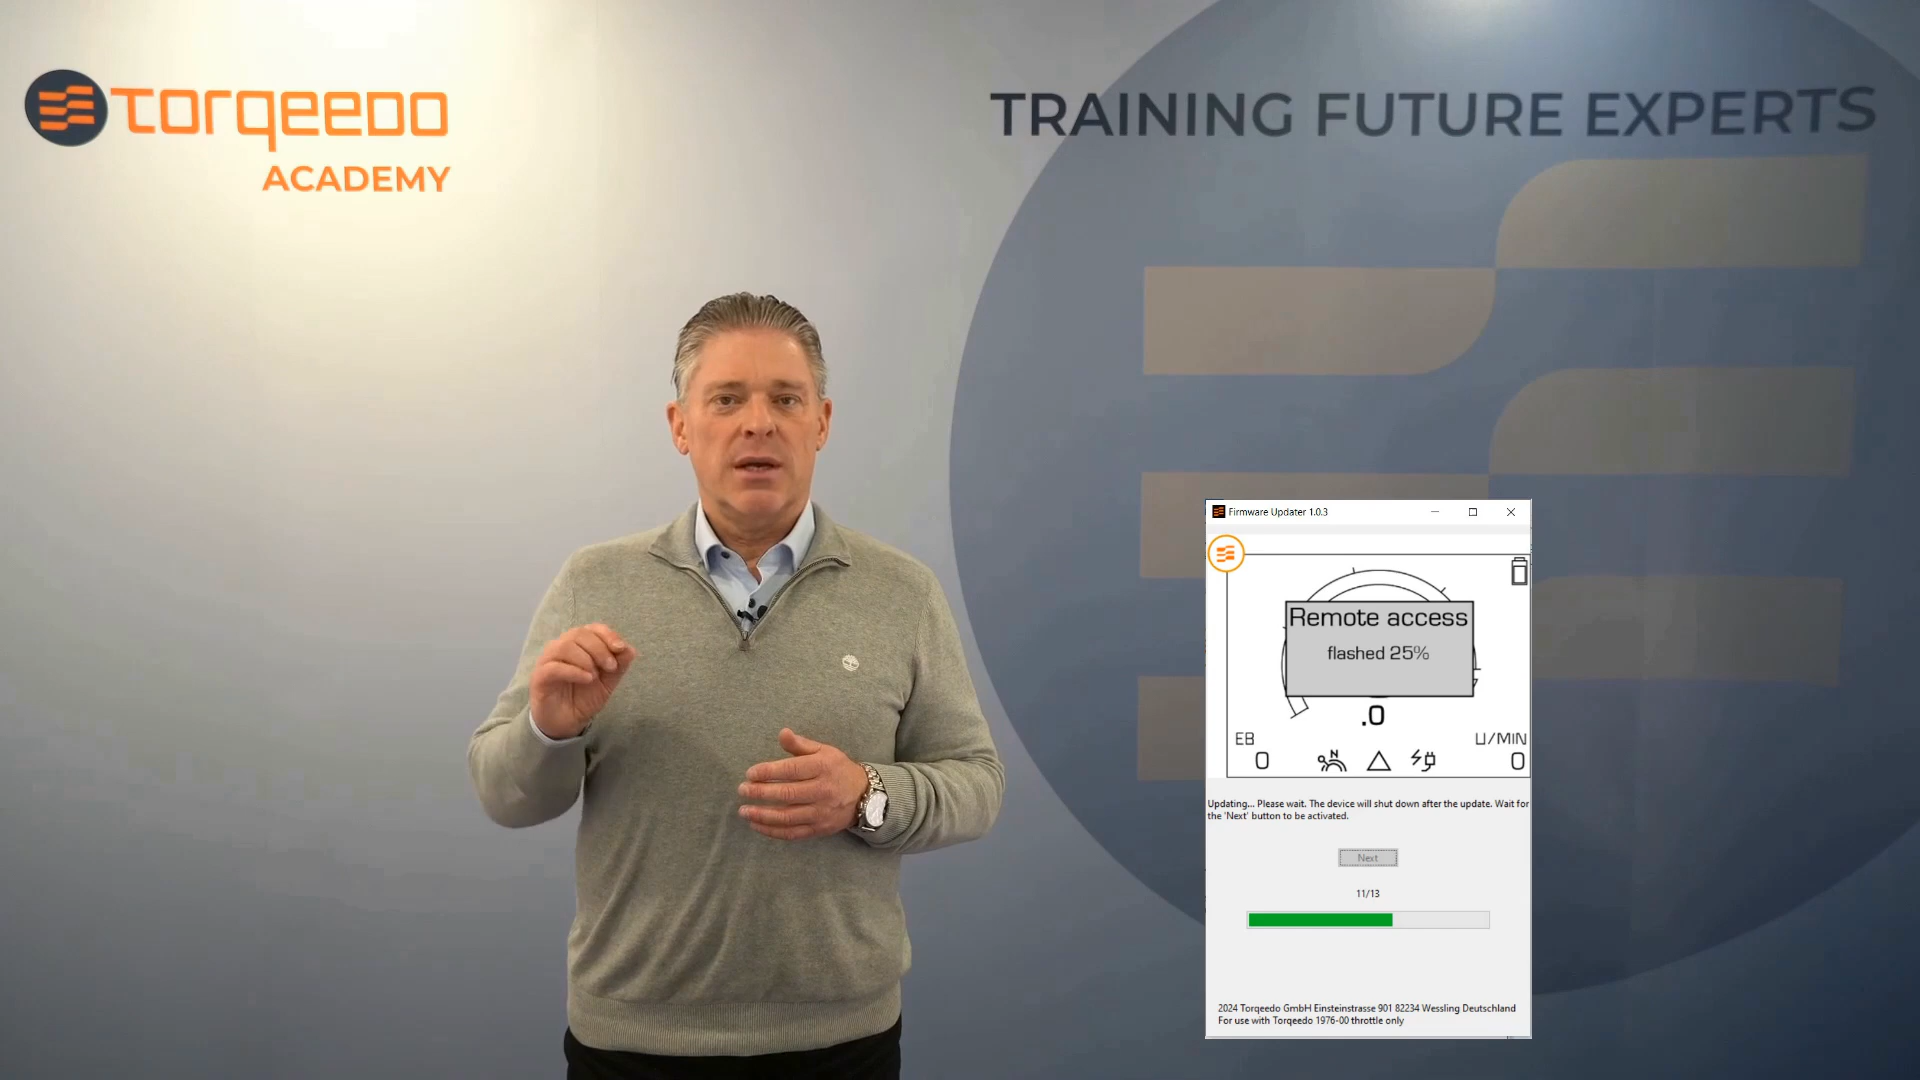 TORQEEDO
ACADEMY
TRAINING FUTURE EXPERTS
Firmware Updater 1.0.3
Remote access
flashed 25%
.0
EB
U/MIN
0
N
0
Updating... Please wait. The device will shut down after the update. Wait for
the 'Next' button to be activated.
Next
11/13
2024 Torqeedo GmbH Einsteinstrasse 901 82234 Wessling Deutschland
For use with Torqeedo 1976-00 throttle only